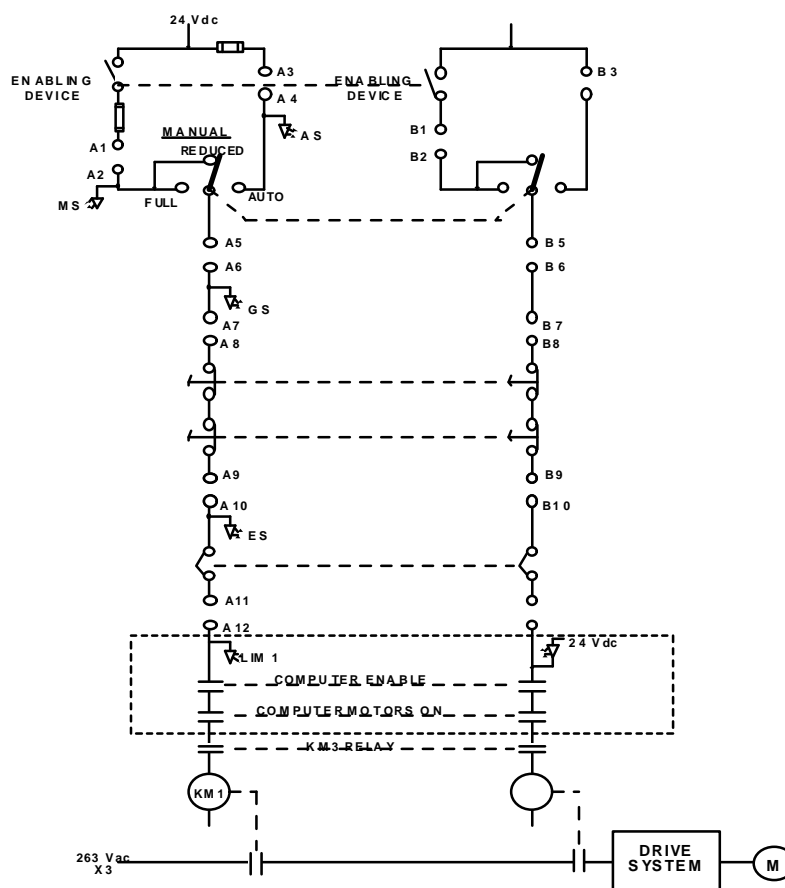 24 Vdc
A3
B3
ENABLING
DEVICE
ENABLING
DEVICE
A4
A1
MANUAL
AS
B1
REDUCED
A2
B2
MS
FULL
AUTO
A5
B5
A6
B6
GS
A7
B7
A8
B8
A9
B9
A10
B10
ES
A11
A12
LIM 1
24 Vdc
COMPUTER ENABLE
COMPUTER MOTORS ON
KM3 RELAY
KM1
263 Vac
X3
DRIVE
SYSTEM
M